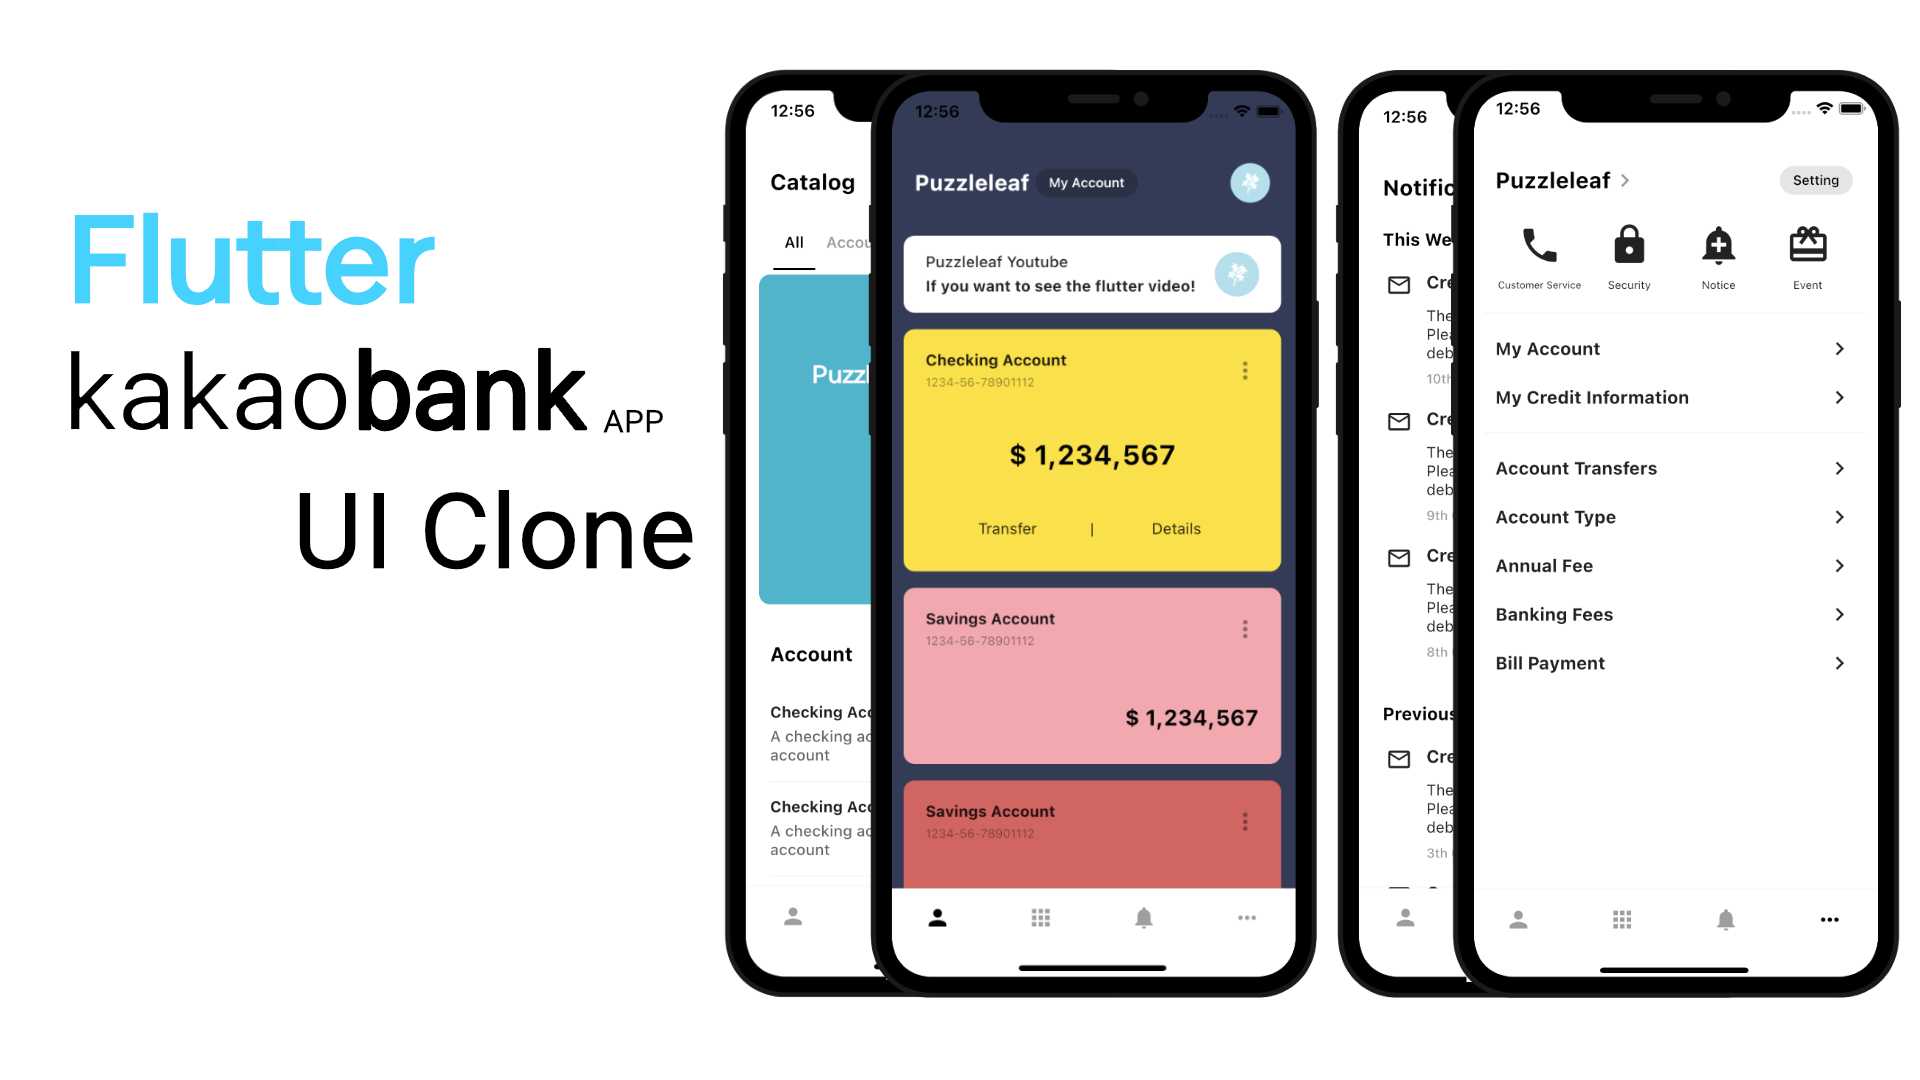 Flutter
kakaobank APP
UI Clone
12:56
Catalog
All Accou
Puzzl
Account
Checking Acc
A checking ac
account
Checking Acc
A checking ac
account
12:56
Puzzleleaf My Account
Puzzleleaf Youtube
If you want to see the flutter video!
Checking Account
1234-56-78901112
$ 1,234,567
Transfer | Details
Savings Account
1234-56-78901112
$ 1,234,567
Savings Account
1234-56-78901112
12:56
Notific
This We
Cre
The
Plea
deb
10th
Cre
The
Plea
deb
9th
Cre
The
Plea
deb
8th
Previous
Cre
The
Plea
deb
3th
12:56
Puzzleleaf > Setting
Customer Service Security Notice Event
My Account
My Credit Information
Account Transfers
Account Type
Annual Fee
Banking Fees
Bill Payment